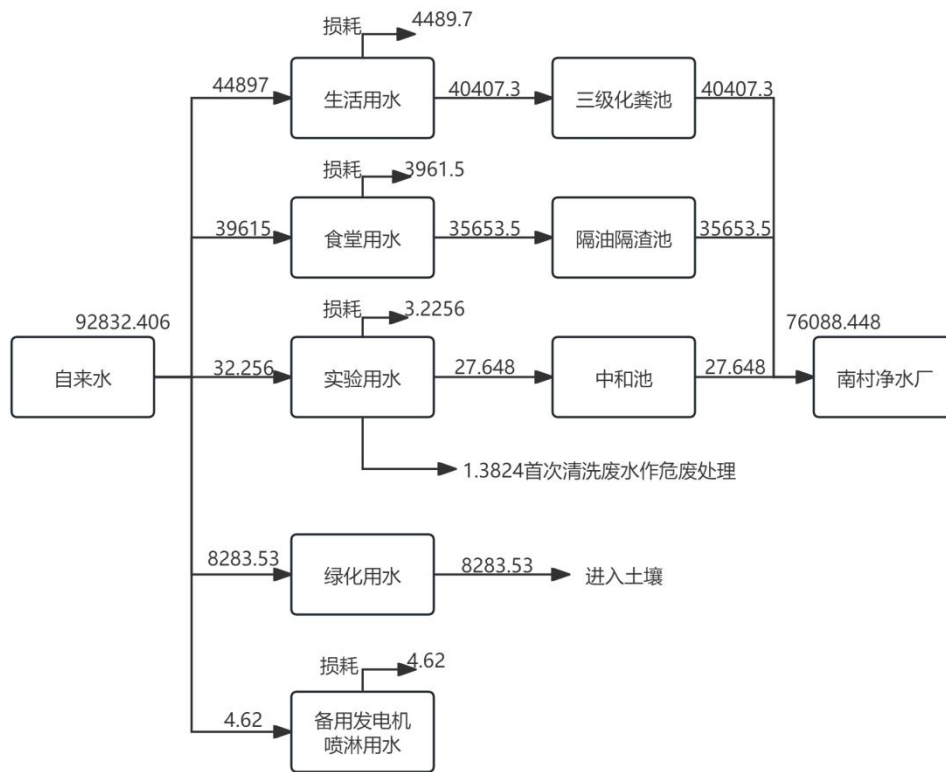 损耗
4489.7
44897
生活用水
40407.3
三级化粪池
40407.3
损耗
3961.5
39615
食堂用水
35653.5
隔油隔渣池
35653.5
92832.406
自来水
损耗
3.2256
32.256
实验用水
27.648
中和池
27.648
76088.448
南村净水厂
1.3824首次清洗废水作危废处理
8283.53
绿化用水
8283.53
进入土壤
损耗
4.62
4.62
备用发电机
喷淋用水